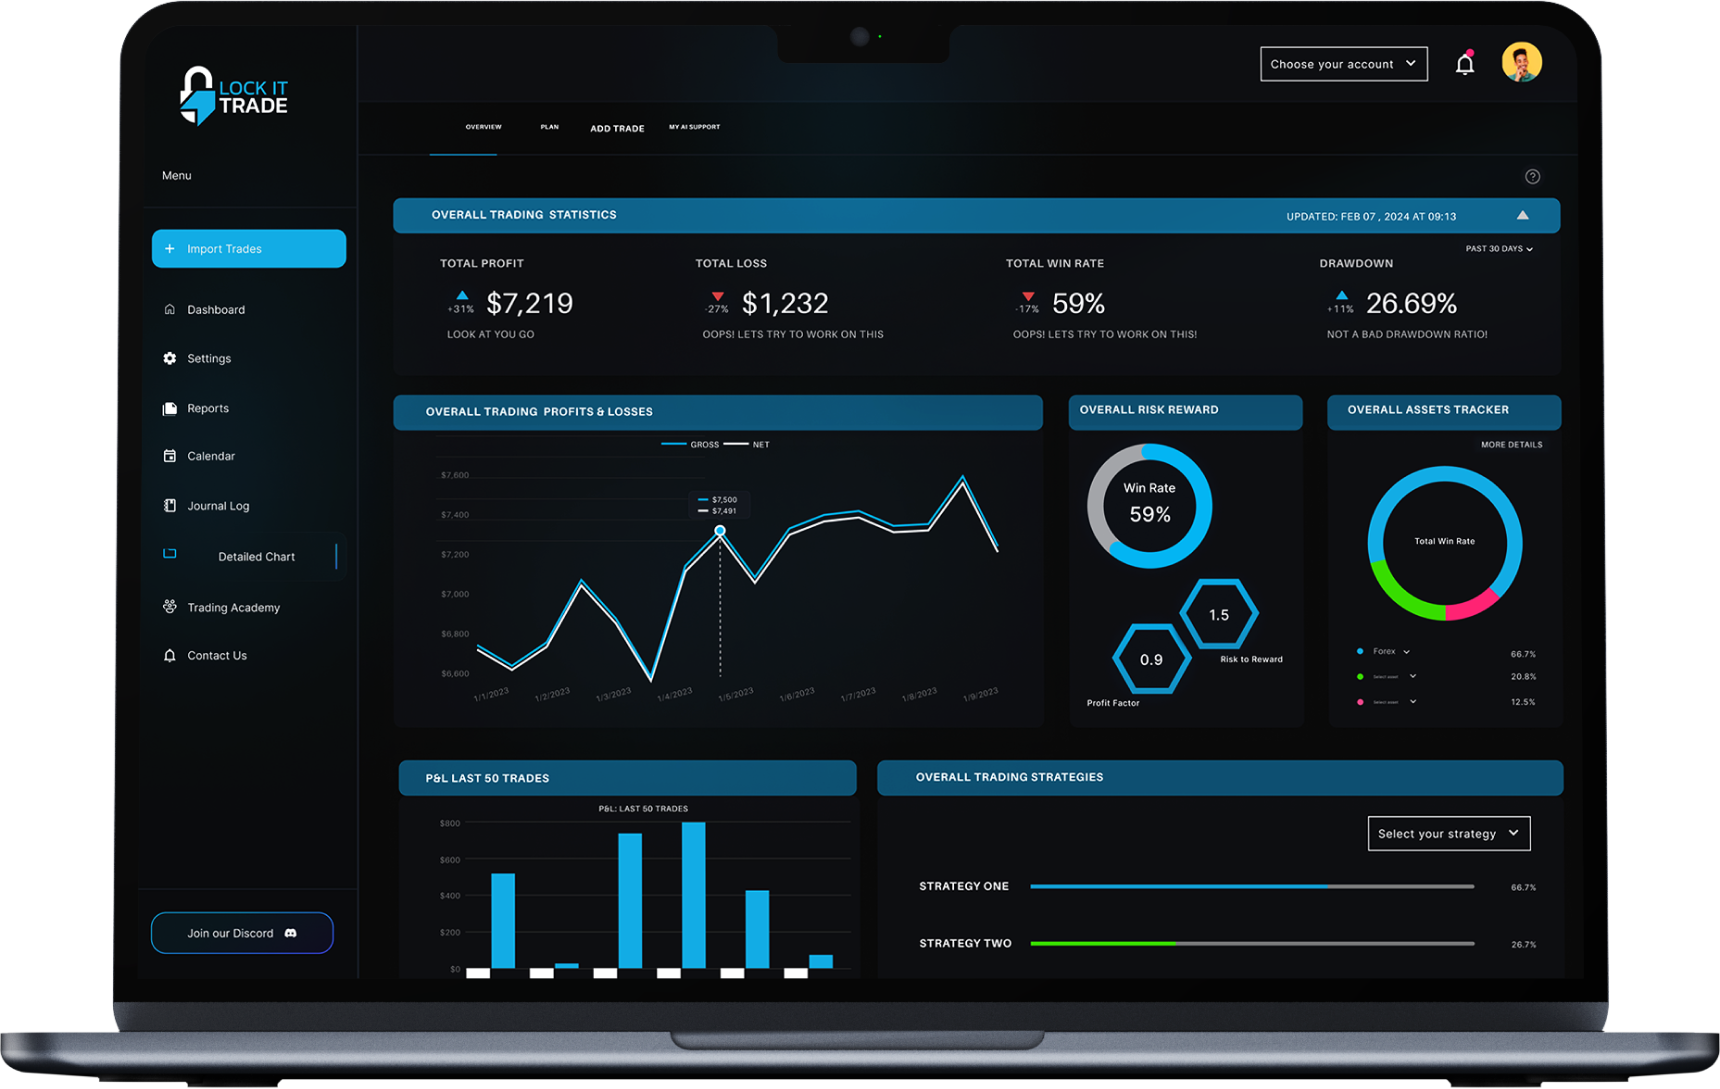 LOCK IT
TRADE
Choose your account
OVERVIEW PLAN ADD TRADE MY AI SUPPORT
Menu
Import Trades
Dashboard
Settings
Reports
Calendar
Journal Log
Detailed Chart
Trading Academy
Contact Us
Join our Discord
OVERALL TRADING STATISTICS
UPDATED: FEB 07 , 2024 AT 09:13
PAST 30 DAYS
TOTAL PROFIT
+31% $7,219
LOOK AT YOU GO
TOTAL LOSS
-27% $1,232
OOPS! LETS TRY TO WORK ON THIS
TOTAL WIN RATE
-17% 59%
OOPS! LETS TRY TO WORK ON THIS!
DRAWDOWN
+11% 26.69%
NOT A BAD DRAWDOWN RATIO!
OVERALL TRADING PROFITS & LOSSES
GROSS NET
$7,600
$7,400
$7,200
$7,000
$6,800
$6,600
$7,500
$7,491
1/1/2023 1/2/2023 1/3/2023 1/4/2023 1/5/2023 1/6/2023 1/7/2023 1/8/2023 1/9/2023
OVERALL RISK REWARD
Win Rate
59%
1.5
Risk to Reward
0.9
Profit Factor
OVERALL ASSETS TRACKER
MORE DETAILS
Total Win Rate
Forex 66.7%
Select asset 20.8%
Select asset 12.5%
P&L LAST 50 TRADES
P&L: LAST 50 TRADES
$800
$600
$400
$200
$0
OVERALL TRADING STRATEGIES
Select your strategy
STRATEGY ONE 66.7%
STRATEGY TWO 26.7%